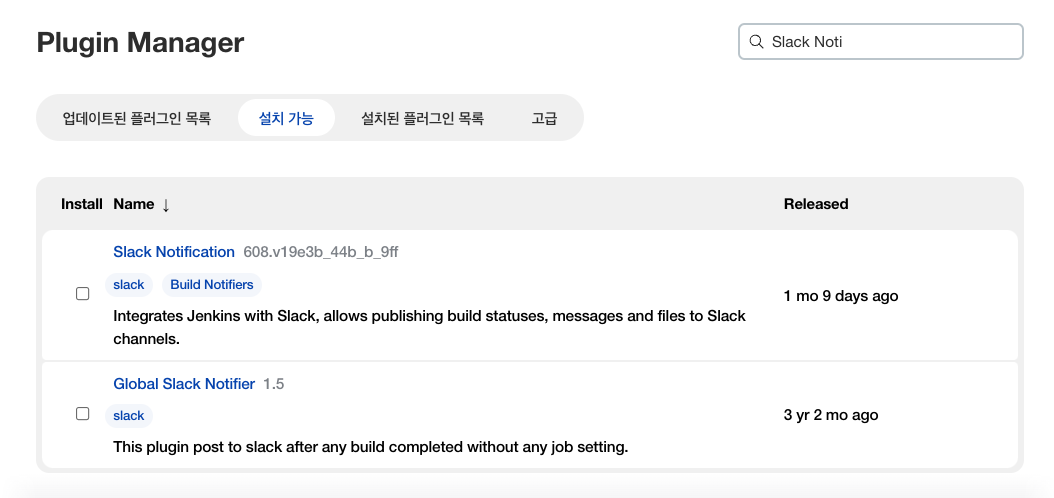 Plugin Manager
Slack Noti
업데이트된 플러그인 목록 설치 가능 설치된 플러그인 목록 고급
Install Name ↓ Released
Slack Notification 608.v19e3b_44b_b_9ff
slack Build Notifiers
1 mo 9 days ago
Integrates Jenkins with Slack, allows publishing build statuses, messages and files to Slack
channels.
Global Slack Notifier 1.5
slack
3 yr 2 mo ago
This plugin post to slack after any build completed without any job setting.